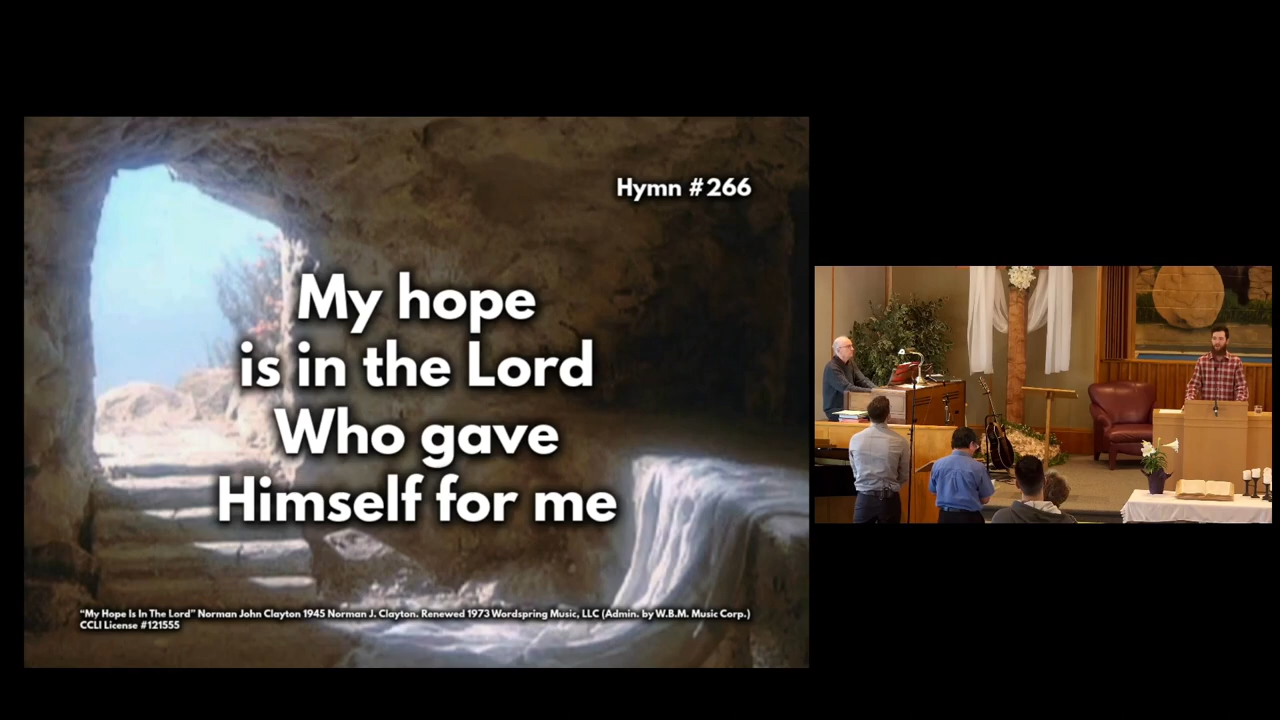 Hymn #266
My hope
is in the Lord
Who gave
Himself for me
“My Hope Is In The Lord” Norman John Clayton 1945 Norman J. Clayton. Renewed 1973 Wordspring Music, LLC (Admin. by W.B.M. Music Corp.)
CCLI License #121555